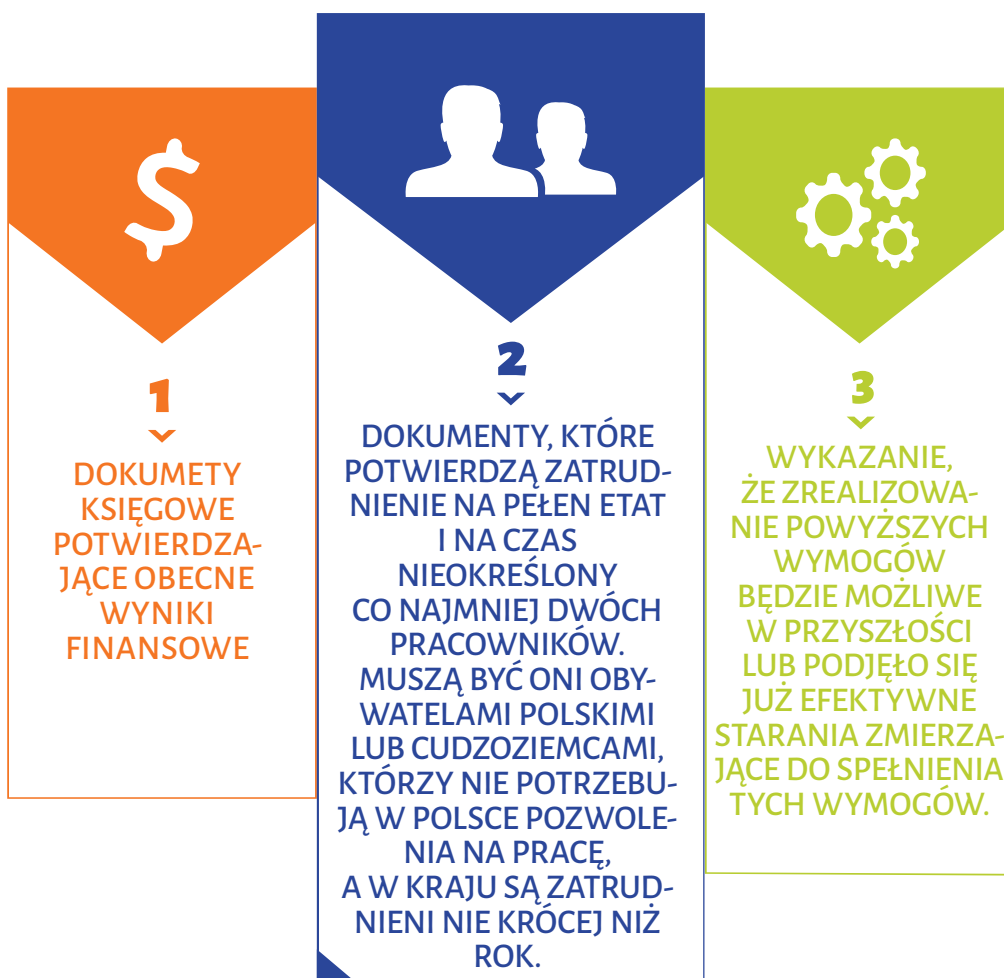 1
DOKUMETY
KSIĘGOWE
POTWIERDZA-
JĄCE OBECNE
WYNIKI
FINANSOWE
2
DOKUMENTY, KTÓRE
POTWIERDZĄ ZATRUD-
NIENIE NA PEŁEN ETAT
I NA CZAS
NIEOKREŚLONY
CO NAJMNIEJ DWÓCH
PRACOWNIKÓW.
MUSZĄ BYĆ ONI OBY-
WATELAMI POLSKIMI
LUB CUDZOZIEMCAMI,
KTÓRZY NIE POTRZEBU-
JĄ W POLSCE POZWOLE-
NIA NA PRACĘ,
A W KRAJU SĄ ZATRUD-
NIENI NIE KRÓCEJ NIŻ
ROK.
3
WYKAZANIE,
ŻE ZREALIZOWA-
NIE POWYŻSZYCH
WYMOGÓW
BĘDZIE MOŻLIWE
W PRZYSZŁOŚCI
LUB PODJĘŁO SIĘ
JUŻ EFEKTYWNE
STARANIA ZMIERZA-
JĄCE DO SPEŁNIENIA
TYCH WYMOGÓW.